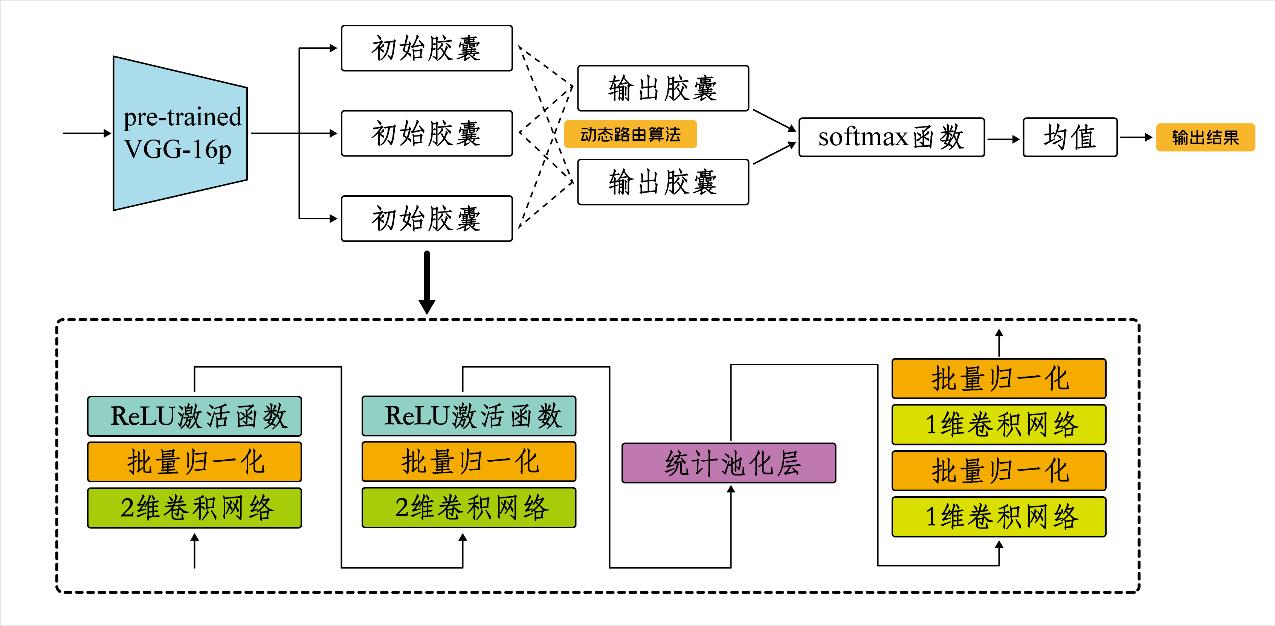 pre-trained
VGG-16p
初始胶囊
初始胶囊
初始胶囊
输出胶囊
动态路由算法
输出胶囊
softmax函数
均值
输出结果
ReLU激活函数
批量归一化
2维卷积网络
ReLU激活函数
批量归一化
2维卷积网络
统计池化层
批量归一化
1维卷积网络
批量归一化
1维卷积网络